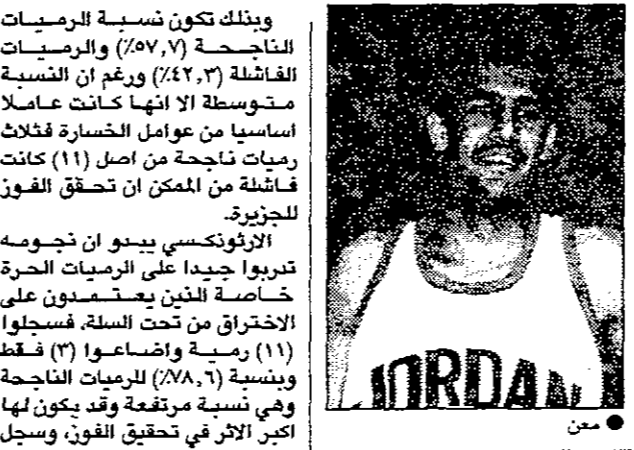 وبذلك تكون نسبة الرميات
الناجحة (٥٧,٧٪) والرميات
الفاشلة (٤٢,٣٪) ورغم ان النسبة
متوسطة الا انها كانت عاملا
اساسيا من عوامل الخسارة فثلاث
رميات ناجحة من اصل (١١) كانت
فاشلة من الممكن ان تحقق الفوز
للجزيرة.
الارثوذكسي يبدو ان نجومه
تدربوا جيدا على الرميات الحرة
خاصة الذين يعتمدون على
الاختراق من تحت السلة، فسجلوا
(١١) رمية واضاعوا (٣) فقط
وبنسبة (٧٨,٦٪) للرميات الناجحة
وهي نسبة مرتفعة وقد يكون لها
اكبر الاثر في تحقيق الفوز، وسجل
JORDAN
● معن